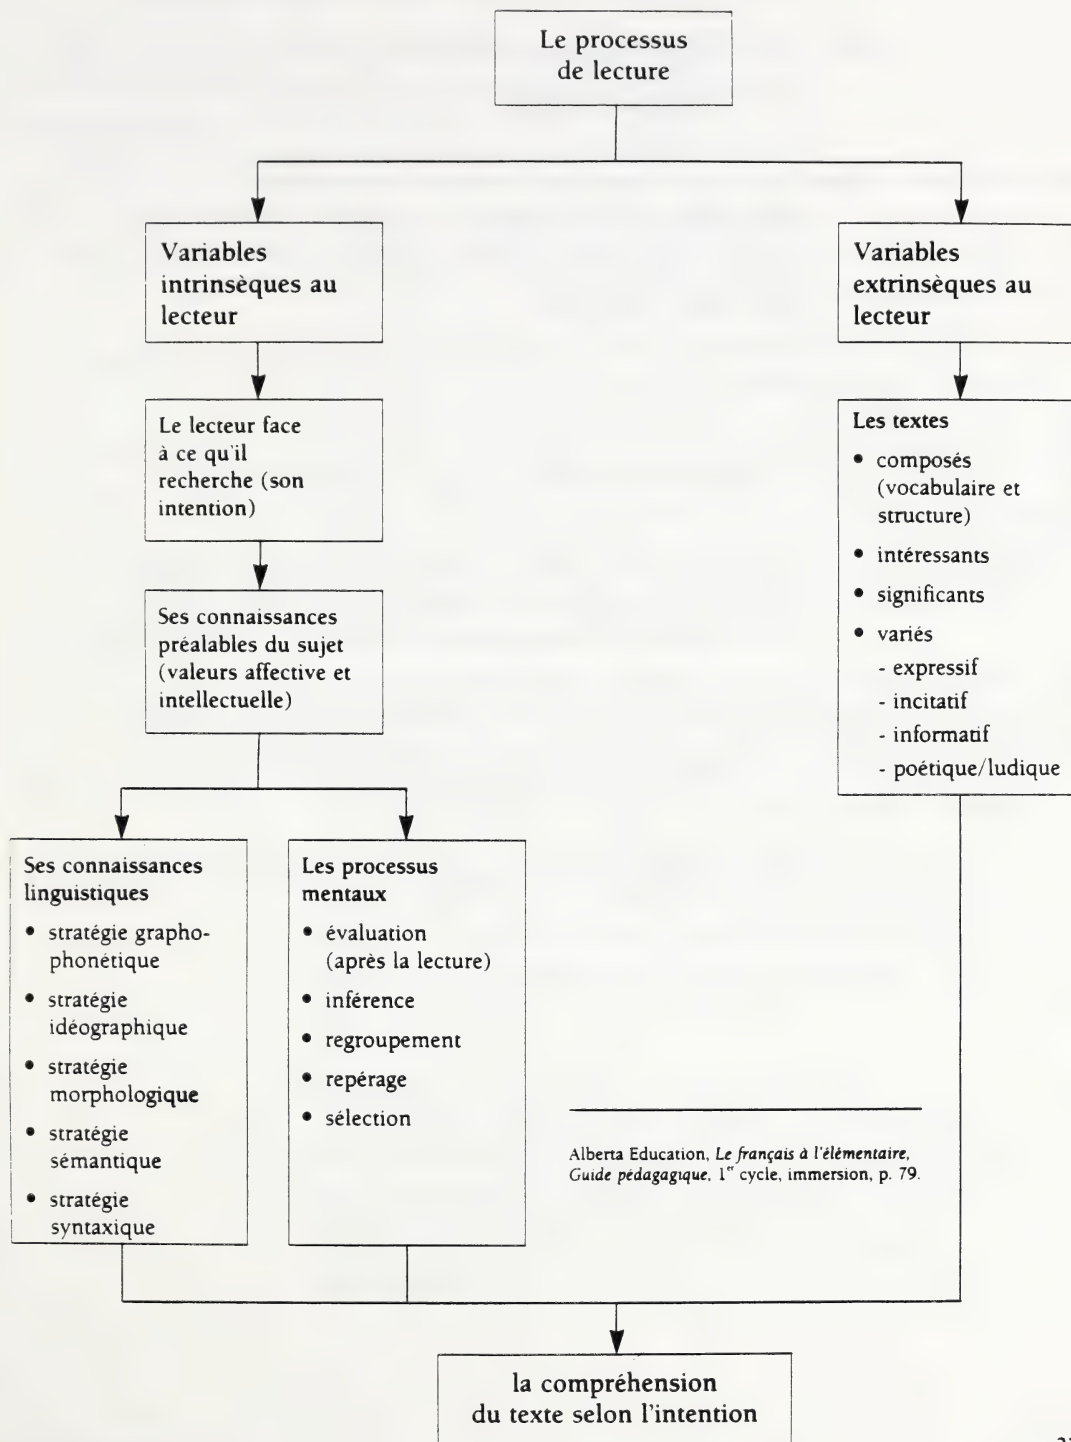 Le processus
de lecture
Variables
intrinsèques au
lecteur
Variables
extrinsèques au
lecteur
Le lecteur face
à ce qu'il
recherche (son
intention)
Les textes
• composés
(vocabulaire et
structure)
• intéressants
• significants
• variés
- expressif
- incitatif
- informatif
- poétique/ludique
Ses connaissances
préalables du sujet
(valeurs affective et
intellectuelle)
Ses connaissances
linguistiques
• stratégie grapho-
phonétique
• stratégie
idéographique
• stratégie
morphologique
• stratégie
sémantique
• stratégie
syntaxique
Les processus
mentaux
• évaluation
(après la lecture)
• inférence
• regroupement
• repérage
• sélection
Alberta Education, Le français à l'élémentaire,
Guide pédagagique, 1er cycle, immersion, p. 79.
la compréhension
du texte selon l'intention